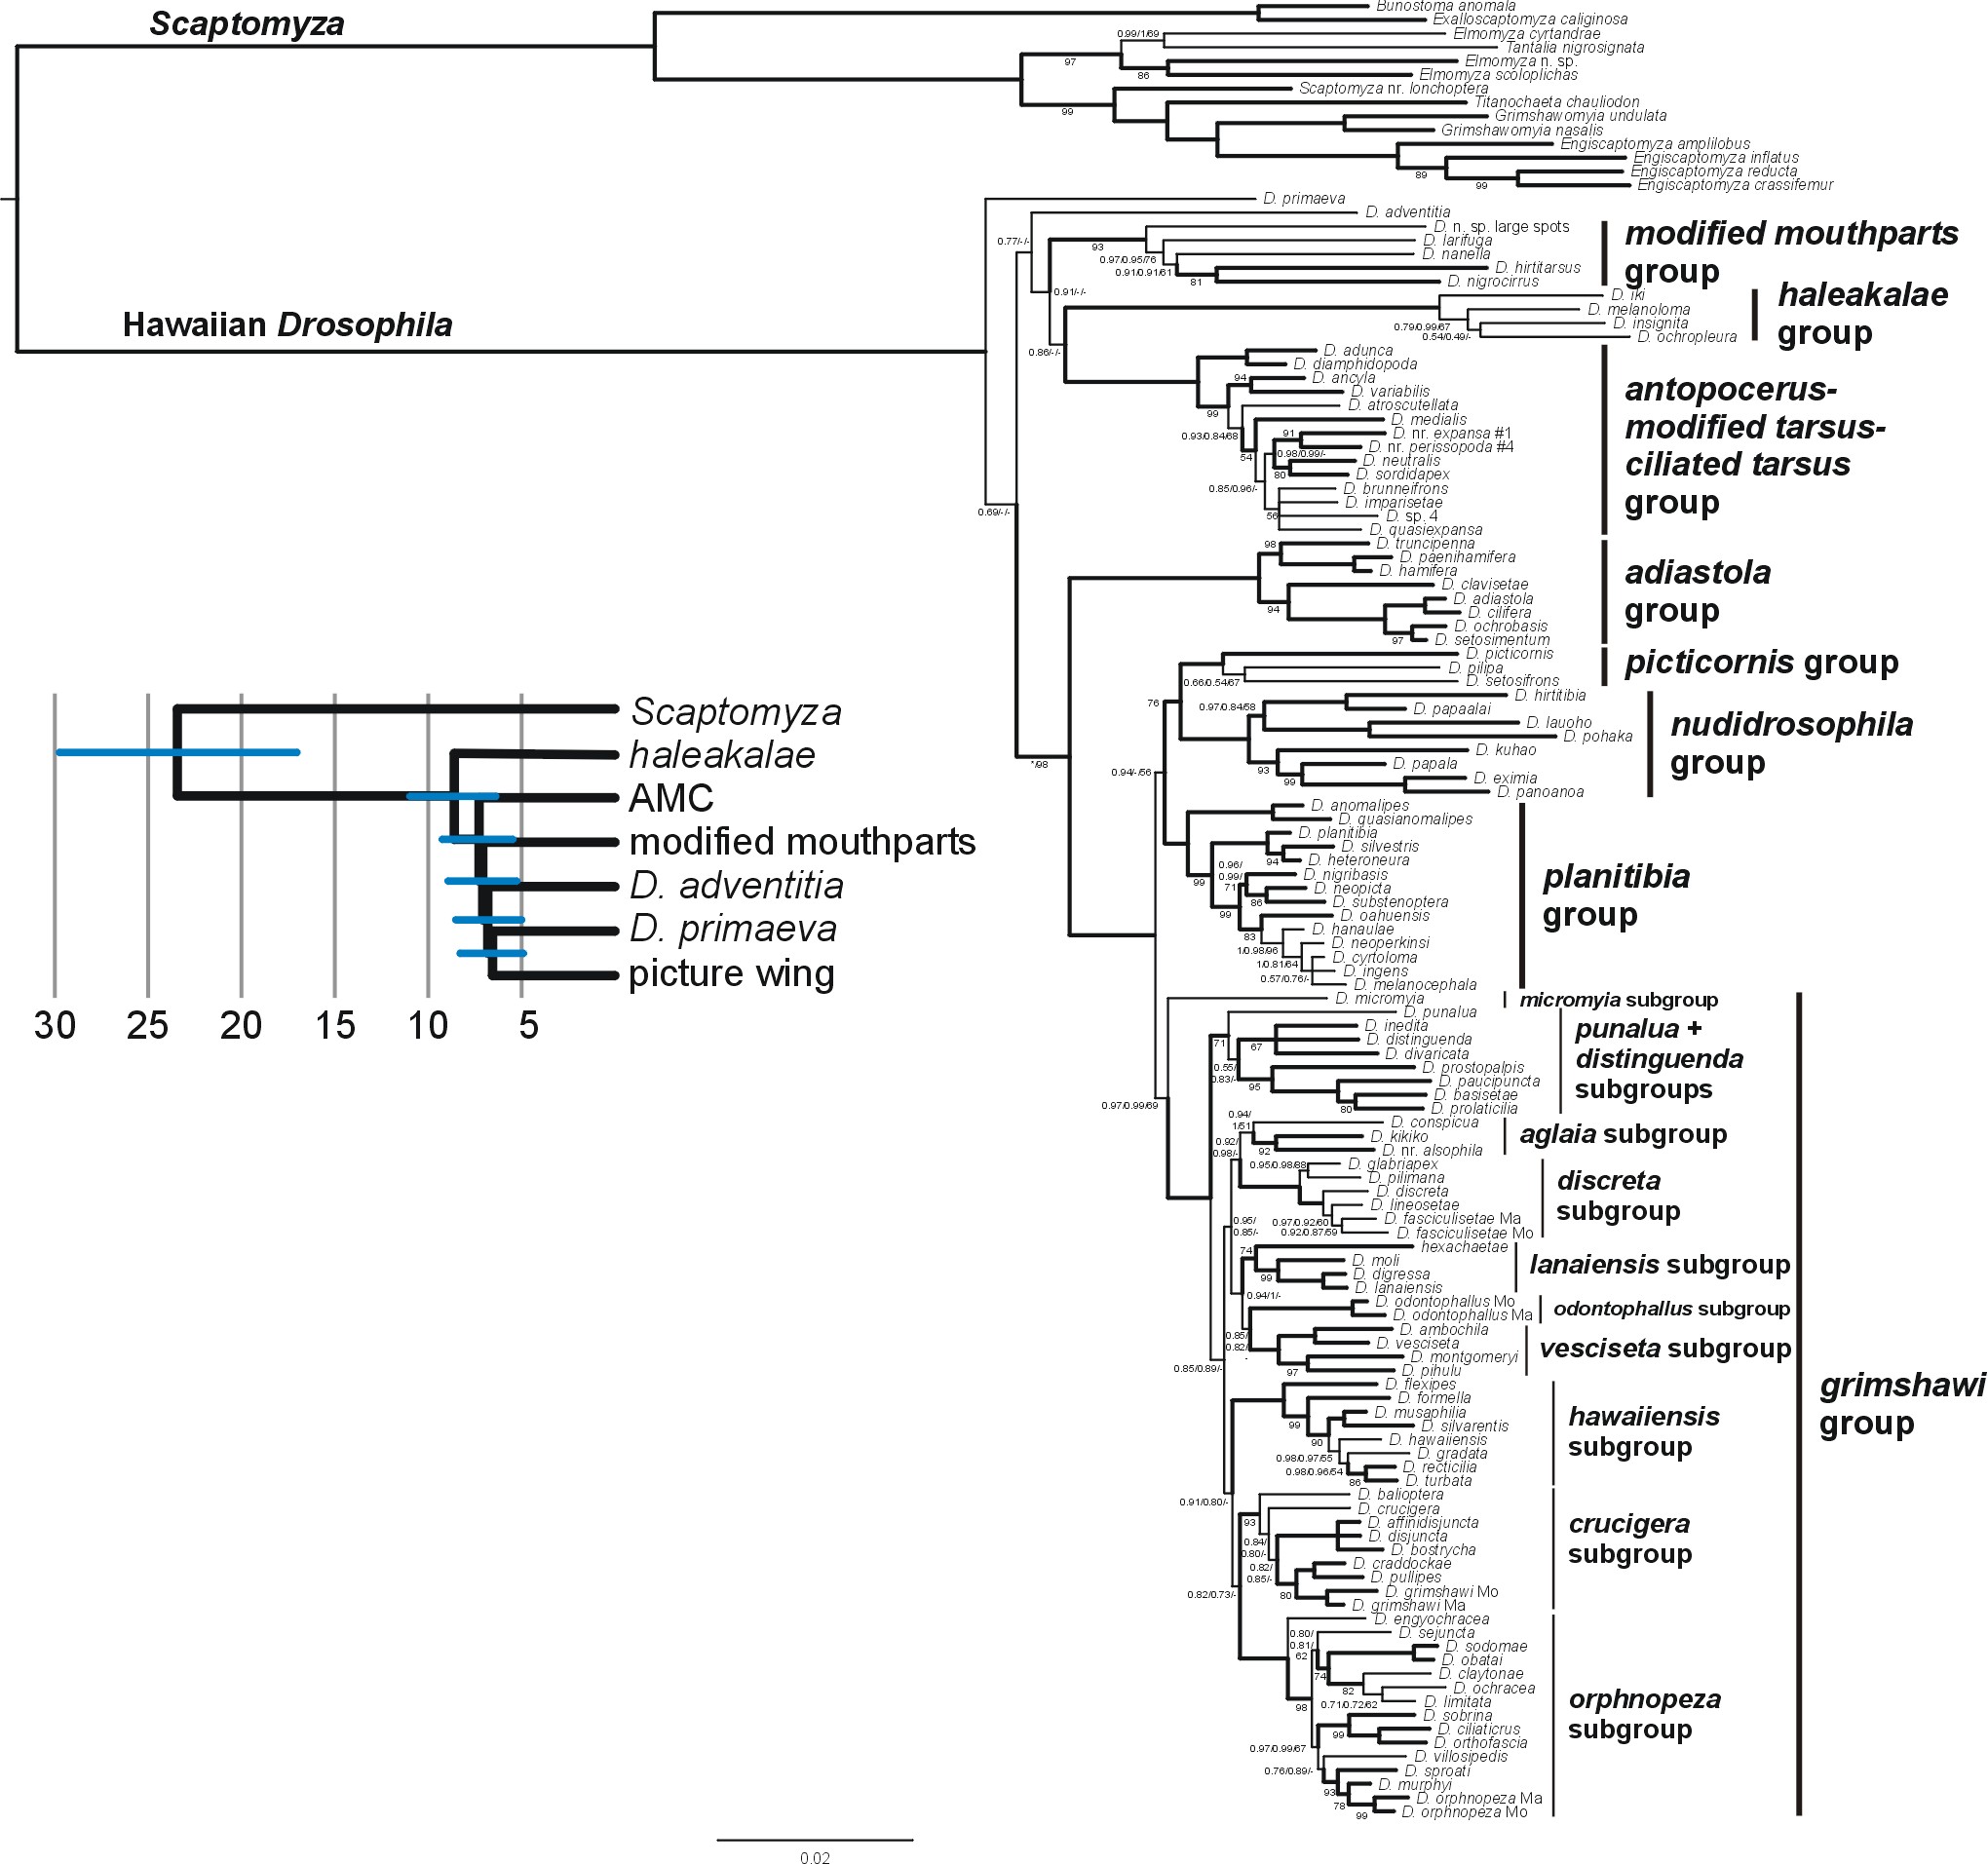 Scaptomyza
Bunostoma anomala
Exalloscaptomyza caliginosa
0.99/1/69
Elmomyza cyrtandrae
Tantalia nigrosignata
97
Elmomyza n. sp.
86
Elmomyza scoloplichas
Scaptomyza nr. lonchoptera
99
Titanochaeta chauliodon
Grimshawomyia undulata
Grimshawomyia nasalis
Engiscaptomyza amplilobus
Engiscaptomyza inflatus
89
Engiscaptomyza reducta
99
Engiscaptomyza crassifemur
Hawaiian Drosophila
D. primaeva
D. adventitia
0.77/-/-
D. n. sp. large spots
93
D. larifuga
0.97/0.95/76
D. nanella
0.91/0.91/61
D. hirtitarsus
81
D. nigrocirrus
modified mouthparts
group
0.91/-/-
D. iki
D. melanoloma
0.79/0.99/67
D. insignita
0.54/0.49/-
D. ochropleura
haleakalae
group
0.86/-/-
D. adunca
D. diamphidopoda
94
D. ancyla
D. variabilis
99
D. atroscutellata
D. medialis
0.93/0.84/68
91
D. nr. expansa #1
D. nr. perissopoda #4
0.98/0.99/-
54
D. neutralis
80
D. sordidapex
0.85/0.96/-
D. brunneifrons
D. imparisetae
56
D. sp. 4
D. quasiexpansa
antopocerus-
modified tarsus-
ciliated tarsus
group
0.69/-/-
98
D. truncipenna
D. paenihamifera
D. hamifera
D. clavisetae
94
D. adiastola
D. cilifera
D. ochrobasis
97
D. setosimentum
adiastola
group
*/98
D. picticornis
D. pilipa
0.66/0.54/67
D. setosifrons
picticornis group
76
D. hirtitibia
0.97/0.84/58
D. papaalai
D. lauoho
D. pohaka
D. kuhao
93
D. papala
99
D. eximia
D. panoanoa
nudidrosophila
group
0.94/-/56
D. anomalipes
D. quasianomalipes
D. planitibia
D. silvestris
94
D. heteroneura
0.96/
0.99/
71
D. nigribasis
99
D. neopicta
86
D. substenoptera
99
D. oahuensis
D. hanaulae
83
D. neoperkinsi
1/0.98/96
D. cyrtoloma
1/0.81/64
D. ingens
0.57/0.76/-
D. melanocephala
planitibia
group
Scaptomyza
haleakalae
AMC
modified mouthparts
D. adventitia
D. primaeva
picture wing
30 25 20 15 10 5
D. micromyia
micromyia subgroup
D. punalua
71
D. inedita
67
D. distinguenda
D. divaricata
0.55/
0.83/-
D. prostopalpis
95
D. paucipuncta
D. basisetae
80
D. prolaticilia
punalua +
distinguenda
subgroups
0.97/0.99/69
0.94/
1/51
D. conspicua
0.92/
0.98/-
D. kikiko
92
D. nr. alsophila
aglaia subgroup
0.95/0.98/88
D. glabriapex
D. pilimana
D. discreta
D. lineosetae
0.97/0.92/60
D. fasciculisetae Ma
0.92/0.87/59
D. fasciculisetae Mo
discreta
subgroup
0.95/
0.85/-
74
hexachaetae
D. moli
99
D. digressa
D. lanaiensis
lanaiensis subgroup
0.94/1/-
D. odontophallus Mo
D. odontophallus Ma
odontophallus subgroup
0.85/
0.82/
-
D. ambochila
D. vesciseta
D. montgomeryi
97
D. pihulu
vesciseta subgroup
0.85/0.89/-
D. flexipes
D. formella
99
D. musaphilia
D. silvarentis
90
D. hawaiiensis
0.98/0.97/55
D. gradata
0.98/0.96/54
D. recticilia
86
D. turbata
hawaiiensis
subgroup
grimshawi
group
0.91/0.80/-
D. balioptera
93
D. crucigera
D. affinidisjuncta
0.84/
0.80/-
D. disjuncta
D. bostrycha
0.82/
0.85/-
D. craddockae
D. pullipes
80
D. grimshawi Mo
D. grimshawi Ma
crucigera
subgroup
0.82/0.73/-
D. engyochracea
0.80/
0.81/
62
D. sejuncta
D. sodomae
D. obatai
74
D. claytonae
82
D. ochracea
0.71/0.72/62
D. limitata
98
D. sobrina
99
D. ciliaticrus
D. orthofascia
0.97/0.99/67
D. villosipedis
0.76/0.89/-
D. sproati
93
D. murphyi
78
D. orphnopeza Ma
99
D. orphnopeza Mo
orphnopeza
subgroup
0.02